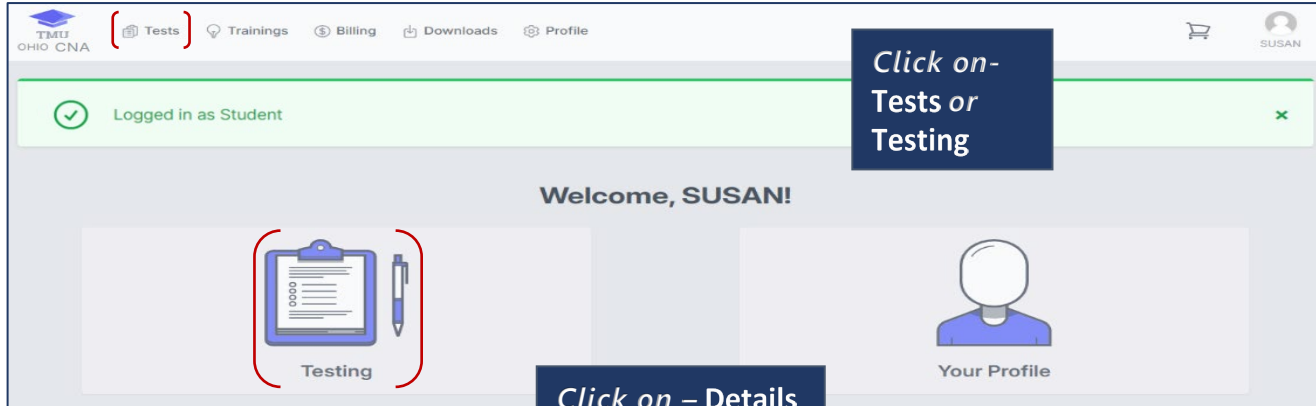 TMU
OHIO CNA
Tests Trainings Billing Downloads Profile
SUSAN
Click on-
Tests or
Testing
Logged in as Student
Welcome, SUSAN!
Testing
Your Profile
Click on – Details